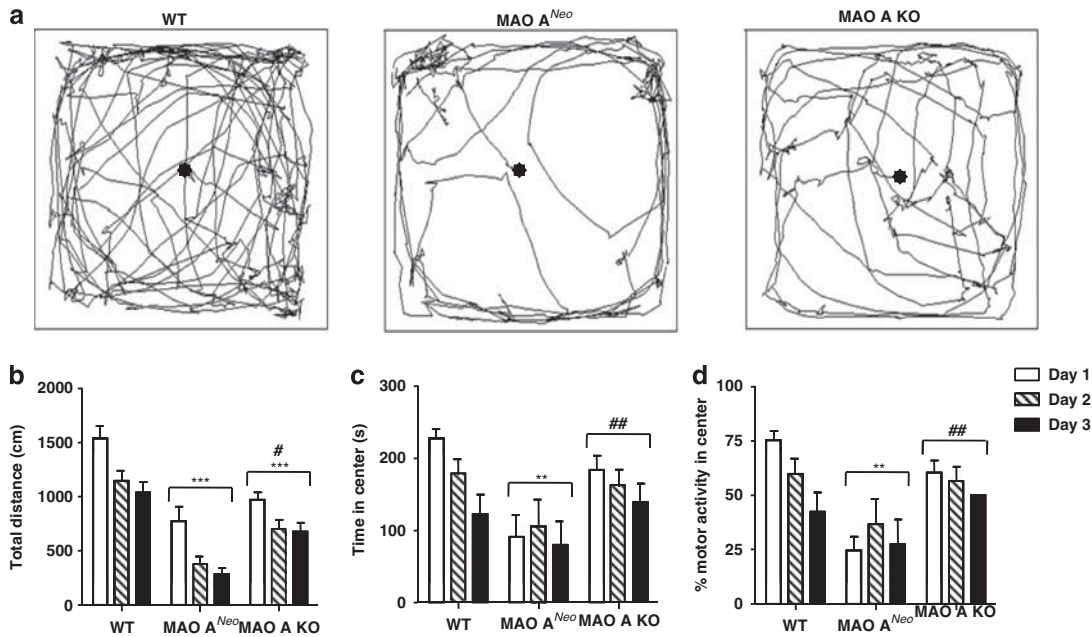 a
WT
MAO A^Neo
MAO A KO
b
Total distance (cm)
2000
1500
1000
500
0
***
#
***
WT
MAO A^Neo
MAO A KO
c
Time in center (s)
300
200
100
0
**
##
WT
MAO A^Neo
MAO A KO
d
% motor activity in center
100
75
50
25
0
**
##
WT
MAO A^Neo
MAO A KO
Day 1
Day 2
Day 3